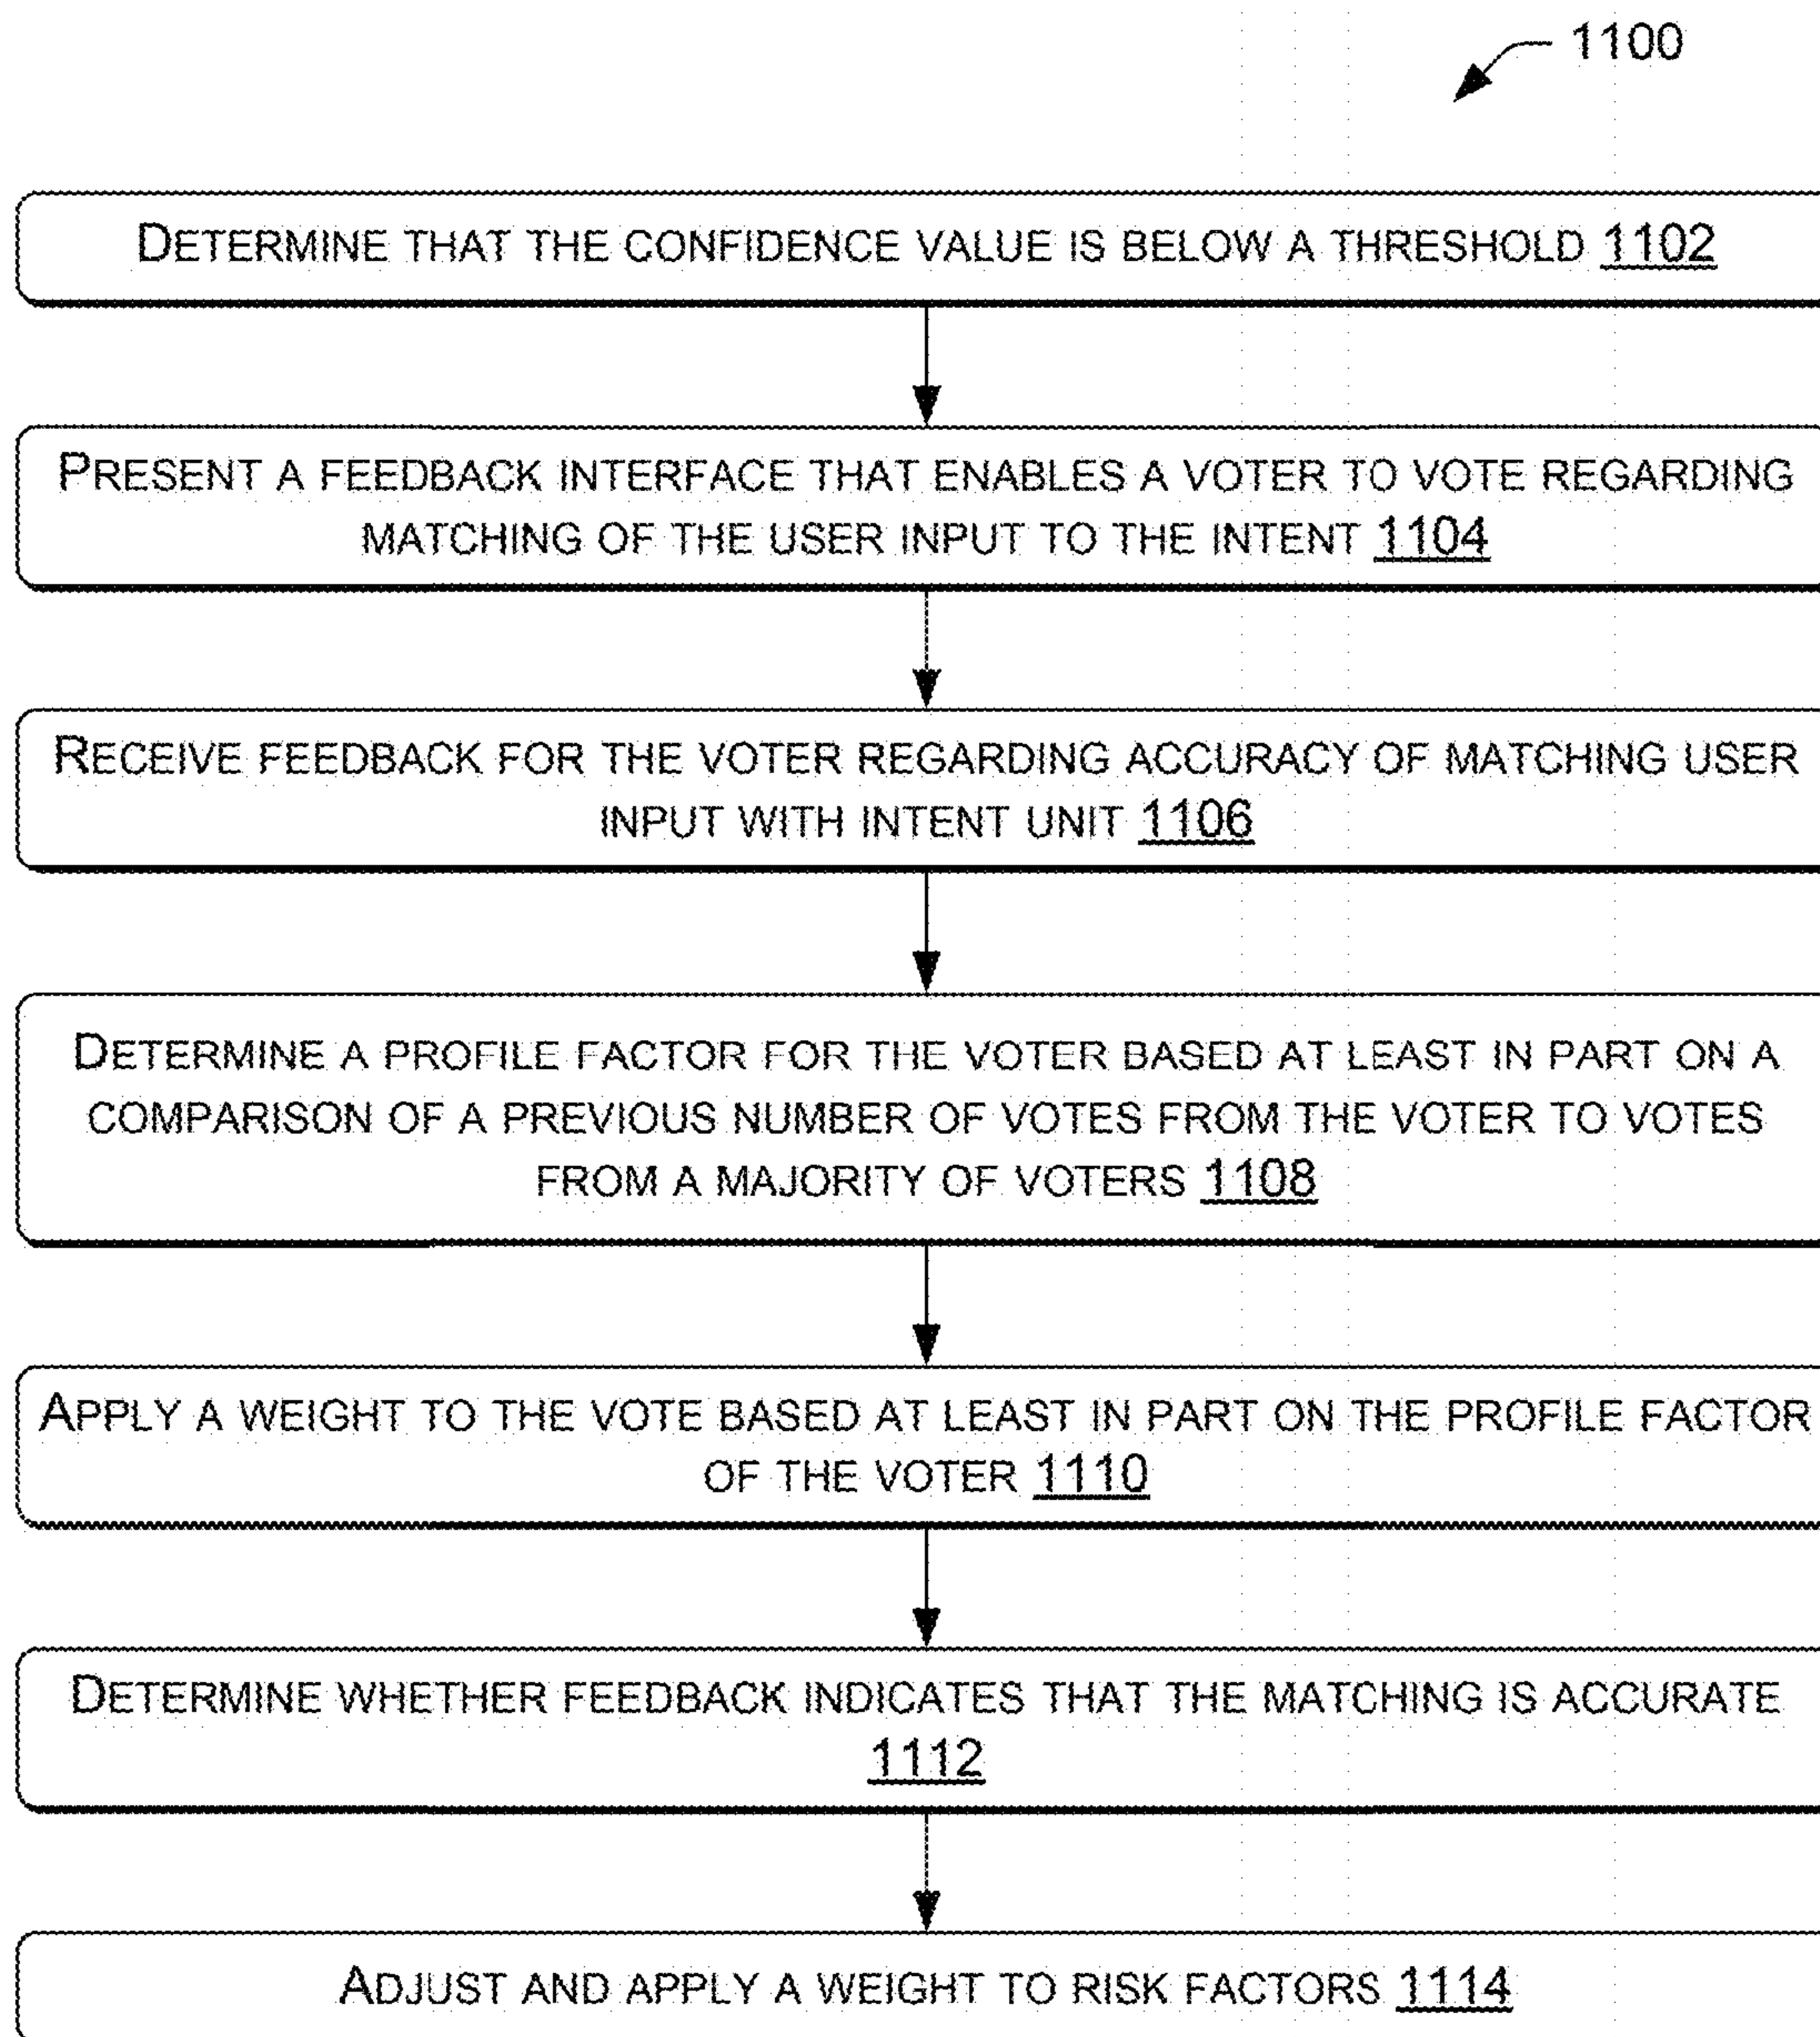 1100
DETERMINE THAT THE CONFIDENCE VALUE IS BELOW A THRESHOLD 1102
PRESENT A FEEDBACK INTERFACE THAT ENABLES A VOTER TO VOTE REGARDING
MATCHING OF THE USER INPUT TO THE INTENT 1104
RECEIVE FEEDBACK FOR THE VOTER REGARDING ACCURACY OF MATCHING USER
INPUT WITH INTENT UNIT 1106
DETERMINE A PROFILE FACTOR FOR THE VOTER BASED AT LEAST IN PART ON A
COMPARISON OF A PREVIOUS NUMBER OF VOTES FROM THE VOTER TO VOTES
FROM A MAJORITY OF VOTERS 1108
APPLY A WEIGHT TO THE VOTE BASED AT LEAST IN PART ON THE PROFILE FACTOR
OF THE VOTER 1110
DETERMINE WHETHER FEEDBACK INDICATES THAT THE MATCHING IS ACCURATE
1112
ADJUST AND APPLY A WEIGHT TO RISK FACTORS 1114